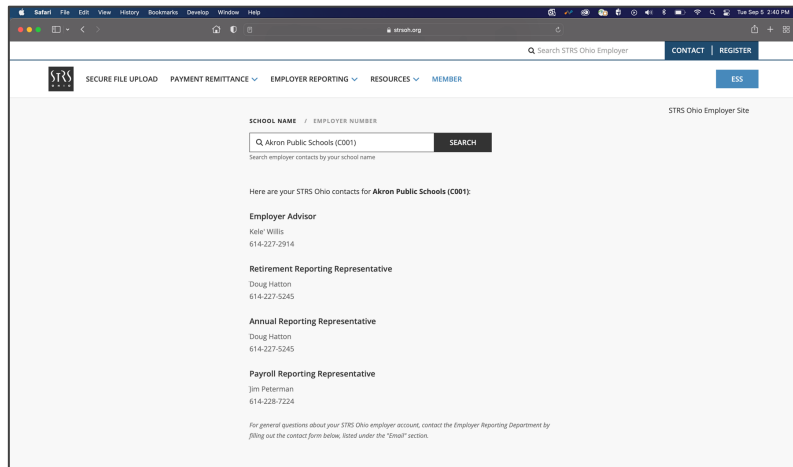 Safari File Edit View History Bookmarks Develop Window Help Tue Sep 5 2:40 PM
strsoh.org
Search STRS Ohio Employer CONTACT | REGISTER
STRS OHIO SECURE FILE UPLOAD PAYMENT REMITTANCE EMPLOYER REPORTING RESOURCES MEMBER ESS
STRS Ohio Employer Site
SCHOOL NAME / EMPLOYER NUMBER
Akron Public Schools (C001) SEARCH
Search employer contacts by your school name
Here are your STRS Ohio contacts for Akron Public Schools (C001):
Employer Advisor
Kele' Willis
614-227-2914
Retirement Reporting Representative
Doug Hatton
614-227-5245
Annual Reporting Representative
Doug Hatton
614-227-5245
Payroll Reporting Representative
Jim Peterman
614-228-7224
For general questions about your STRS Ohio employer account, contact the Employer Reporting Department by
filling out the contact form below, listed under the "Email" section.